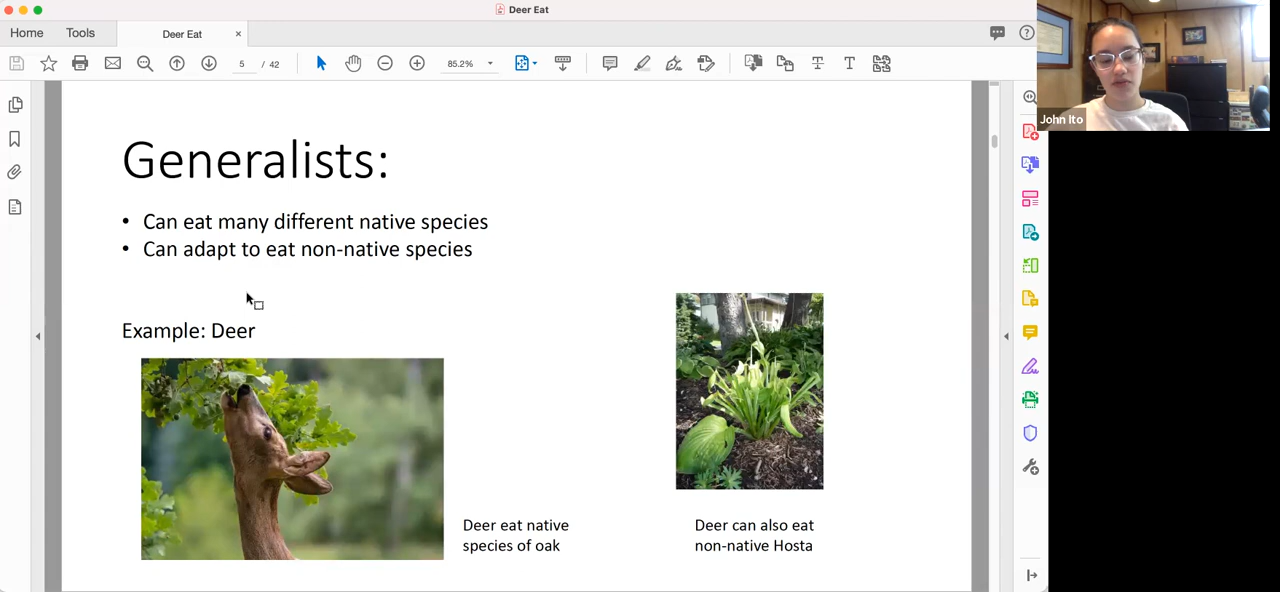 Deer Eat
Home
Tools
Deer Eat
×
5 / 42
85.2%
John Ito
Generalists:
• Can eat many different native species
• Can adapt to eat non-native species
Example: Deer
Deer eat native
species of oak
Deer can also eat
non-native Hosta